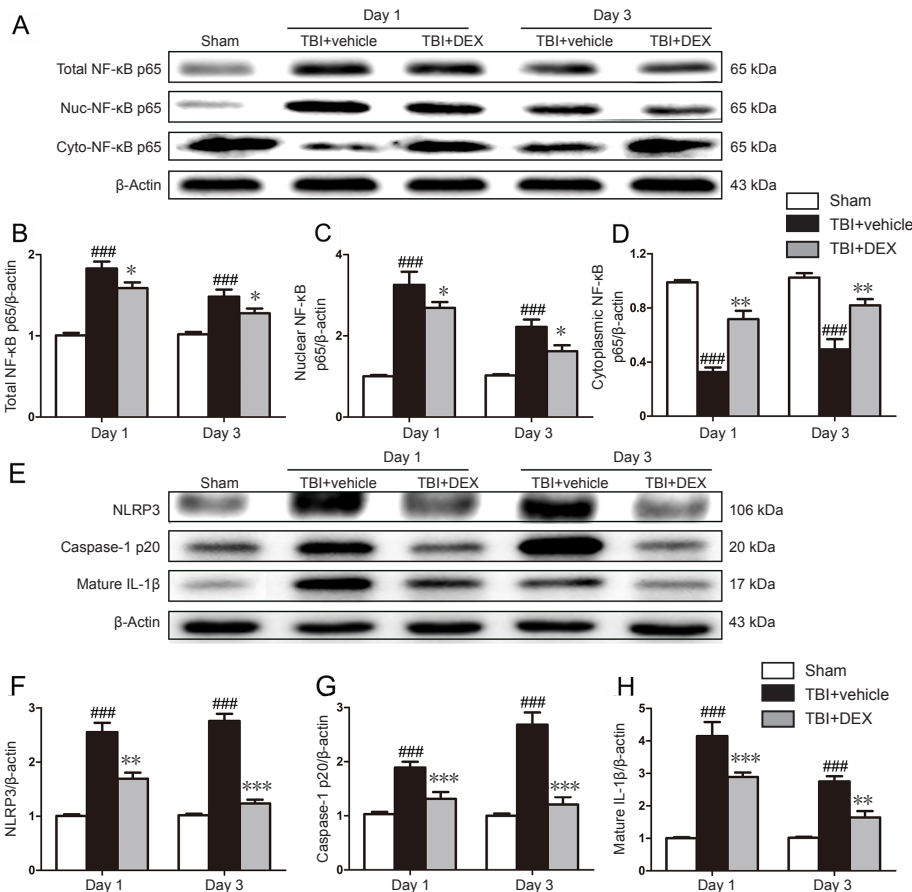 A
Day 1
Day 3
Sham
TBI+vehicle
TBI+DEX
TBI+vehicle
TBI+DEX
Total NF-κB p65
65 kDa
Nuc-NF-κB p65
65 kDa
Cyto-NF-κB p65
65 kDa
β-Actin
43 kDa
Sham
TBI+vehicle
TBI+DEX
B
Total NF-κB p65/β-actin
2
1
0
###
*
###
*
Day 1
Day 3
C
Nuclear NF-κB
p65/β-actin
4
2
0
###
*
###
*
Day 1
Day 3
D
Cytoplasmic NF-κB
p65/β-actin
1.2
0.8
0.4
0
###
**
###
**
Day 1
Day 3
E
Day 1
Day 3
Sham
TBI+vehicle
TBI+DEX
TBI+vehicle
TBI+DEX
NLRP3
106 kDa
Caspase-1 p20
20 kDa
Mature IL-1β
17 kDa
β-Actin
43 kDa
Sham
TBI+vehicle
TBI+DEX
F
NLRP3/β-actin
3
2
1
0
###
**
###
***
Day 1
Day 3
G
Caspase-1 p20/β-actin
3
2
1
0
###
***
###
***
Day 1
Day 3
H
Mature IL-1β/β-actin
5
4
3
2
1
0
###
***
###
**
Day 1
Day 3